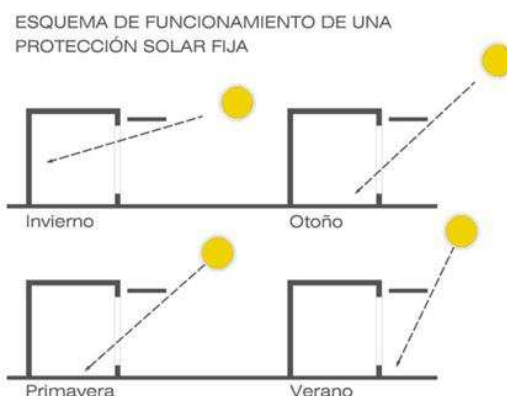 ESQUEMA DE FUNCIONAMIENTO DE UNA
PROTECCIÓN SOLAR FIJA
Invierno
Otoño
Primavera
Verano